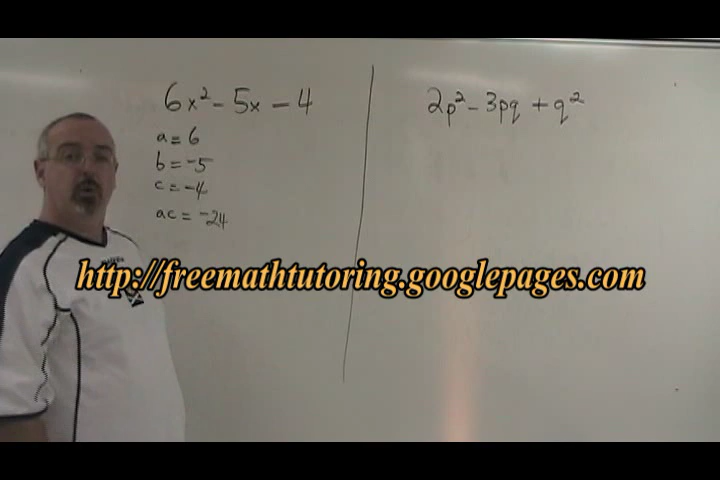 6x² - 5x - 4
a = 6
b = -5
c = -4
ac = -24
2p² - 3pq + q²
http://freemathtutoring.googlepages.com